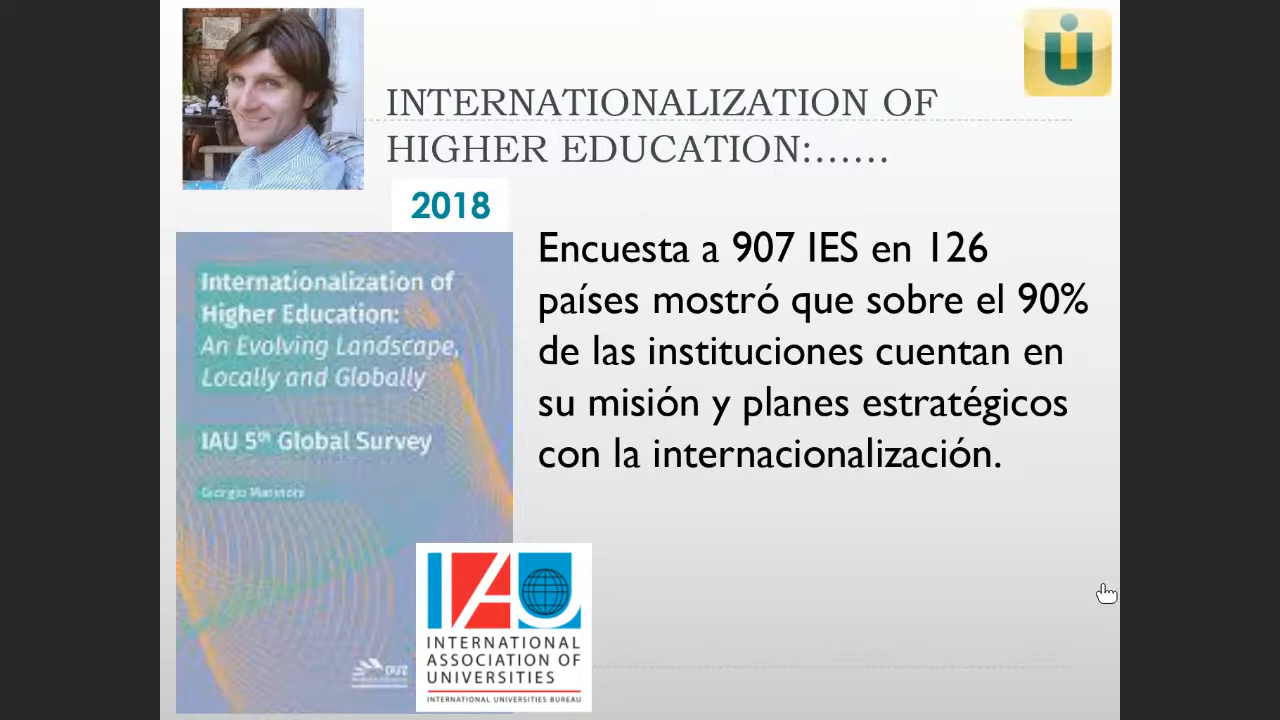 INTERNATIONALIZATION OF
HIGHER EDUCATION:......
2018
Encuesta a 907 IES en 126
países mostró que sobre el 90%
de las instituciones cuentan en
su misión y planes estratégicos
con la internacionalización.
Internationalization of
Higher Education:
An Evolving Landscape,
Locally and Globally
IAU 5th Global Survey
IAU
INTERNATIONAL
ASSOCIATION OF
UNIVERSITIES
INTERNATIONAL UNIVERSITIES BUREAU